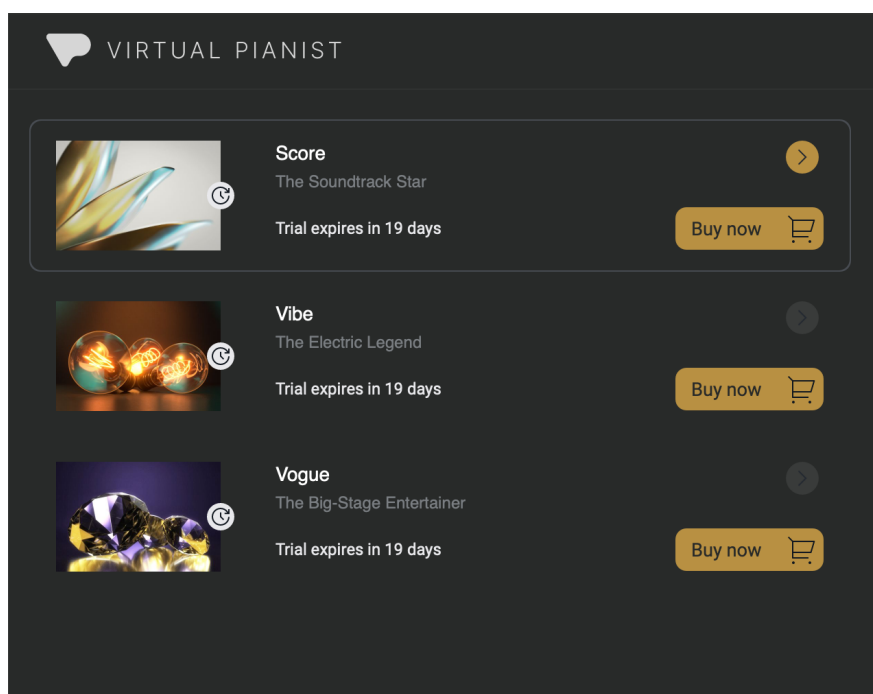 VIRTUAL PIANIST
Score
The Soundtrack Star
Trial expires in 19 days
Buy now
Vibe
The Electric Legend
Trial expires in 19 days
Buy now
Vogue
The Big-Stage Entertainer
Trial expires in 19 days
Buy now